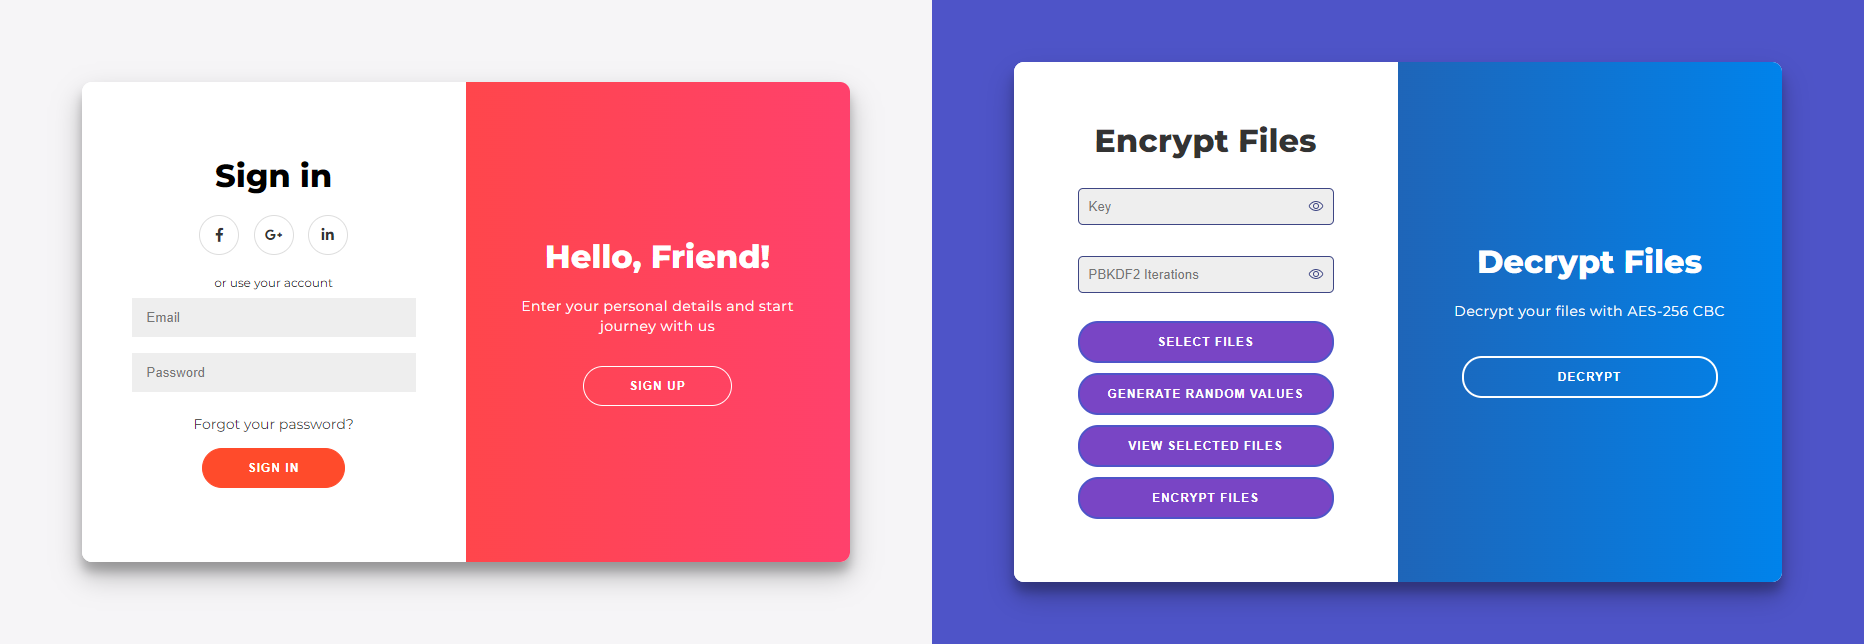 Sign in
f
G+
in
or use your account
Email
Password
Forgot your password?
SIGN IN
Hello, Friend!
Enter your personal details and start
journey with us
SIGN UP
Encrypt Files
Key
PBKDF2 Iterations
SELECT FILES
GENERATE RANDOM VALUES
VIEW SELECTED FILES
ENCRYPT FILES
Decrypt Files
Decrypt your files with AES-256 CBC
DECRYPT